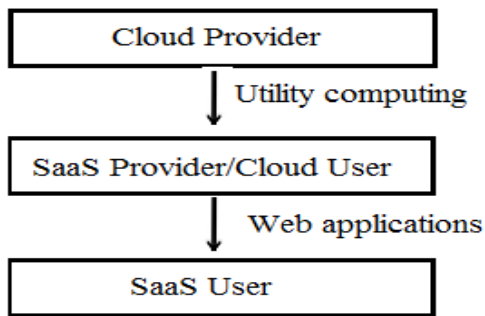 Cloud Provider
Utility computing
SaaS Provider/Cloud User
Web applications
SaaS User